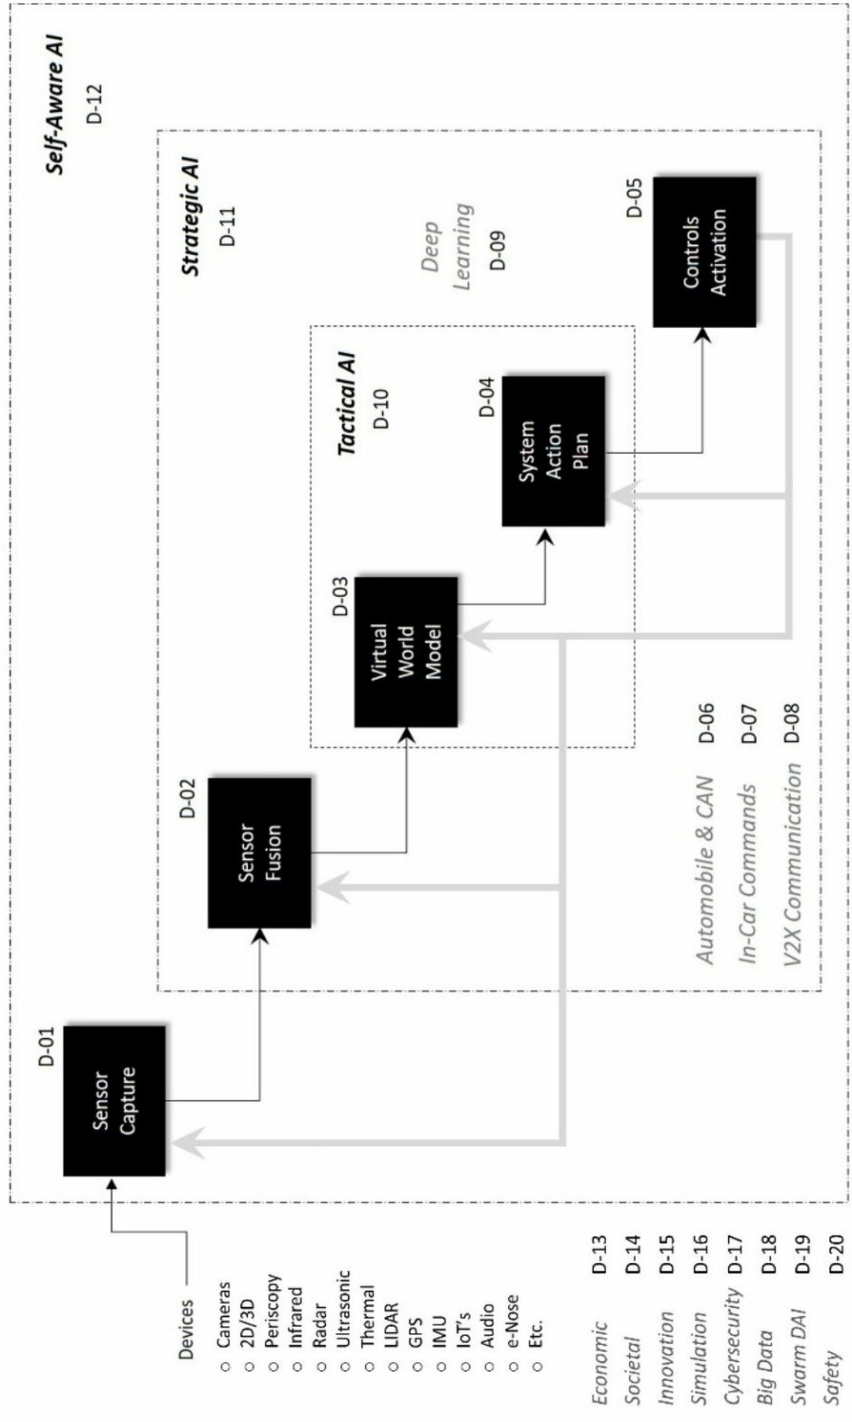 Self-Aware AI
D-12
Strategic AI
D-11
Tactical AI
D-10
Deep
Learning
D-09
D-01
Sensor
Capture
D-02
Sensor
Fusion
D-03
Virtual
World
Model
D-04
System
Action
Plan
D-05
Controls
Activation
Automobile & CAN D-06
In-Car Commands D-07
V2X Communication D-08
Devices
○ Cameras
○ 2D/3D
○ Periscopy
○ Infrared
○ Radar
○ Ultrasonic
○ Thermal
○ LIDAR
○ GPS
○ IMU
○ IoT's
○ Audio
○ e-Nose
○ Etc.
Economic D-13
Societal D-14
Innovation D-15
Simulation D-16
Cybersecurity D-17
Big Data D-18
Swarm DAI D-19
Safety D-20